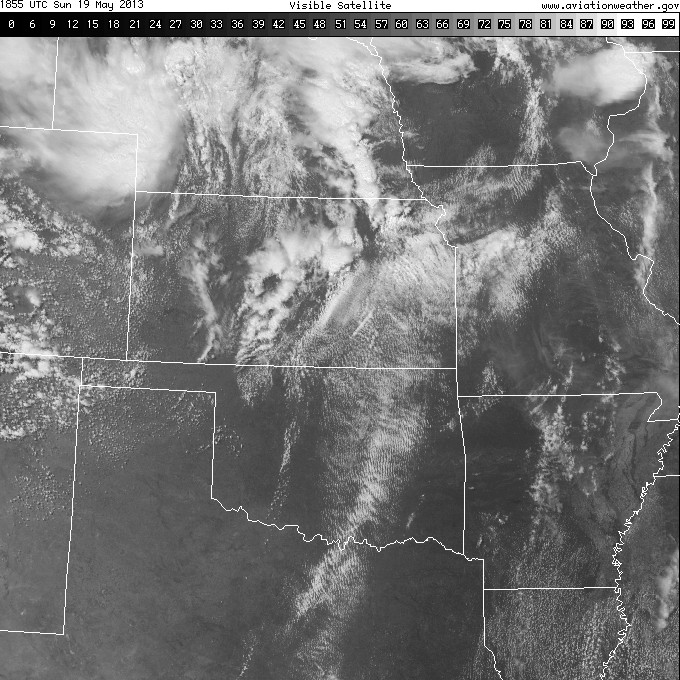 1855 UTC Sun 19 May 2013 Visible Satellite www.aviationweather.gov
0 6 9 12 15 18 21 24 27 30 33 36 39 42 45 48 51 54 57 60 63 66 69 72 75 78 81 84 87 90 93 96 99